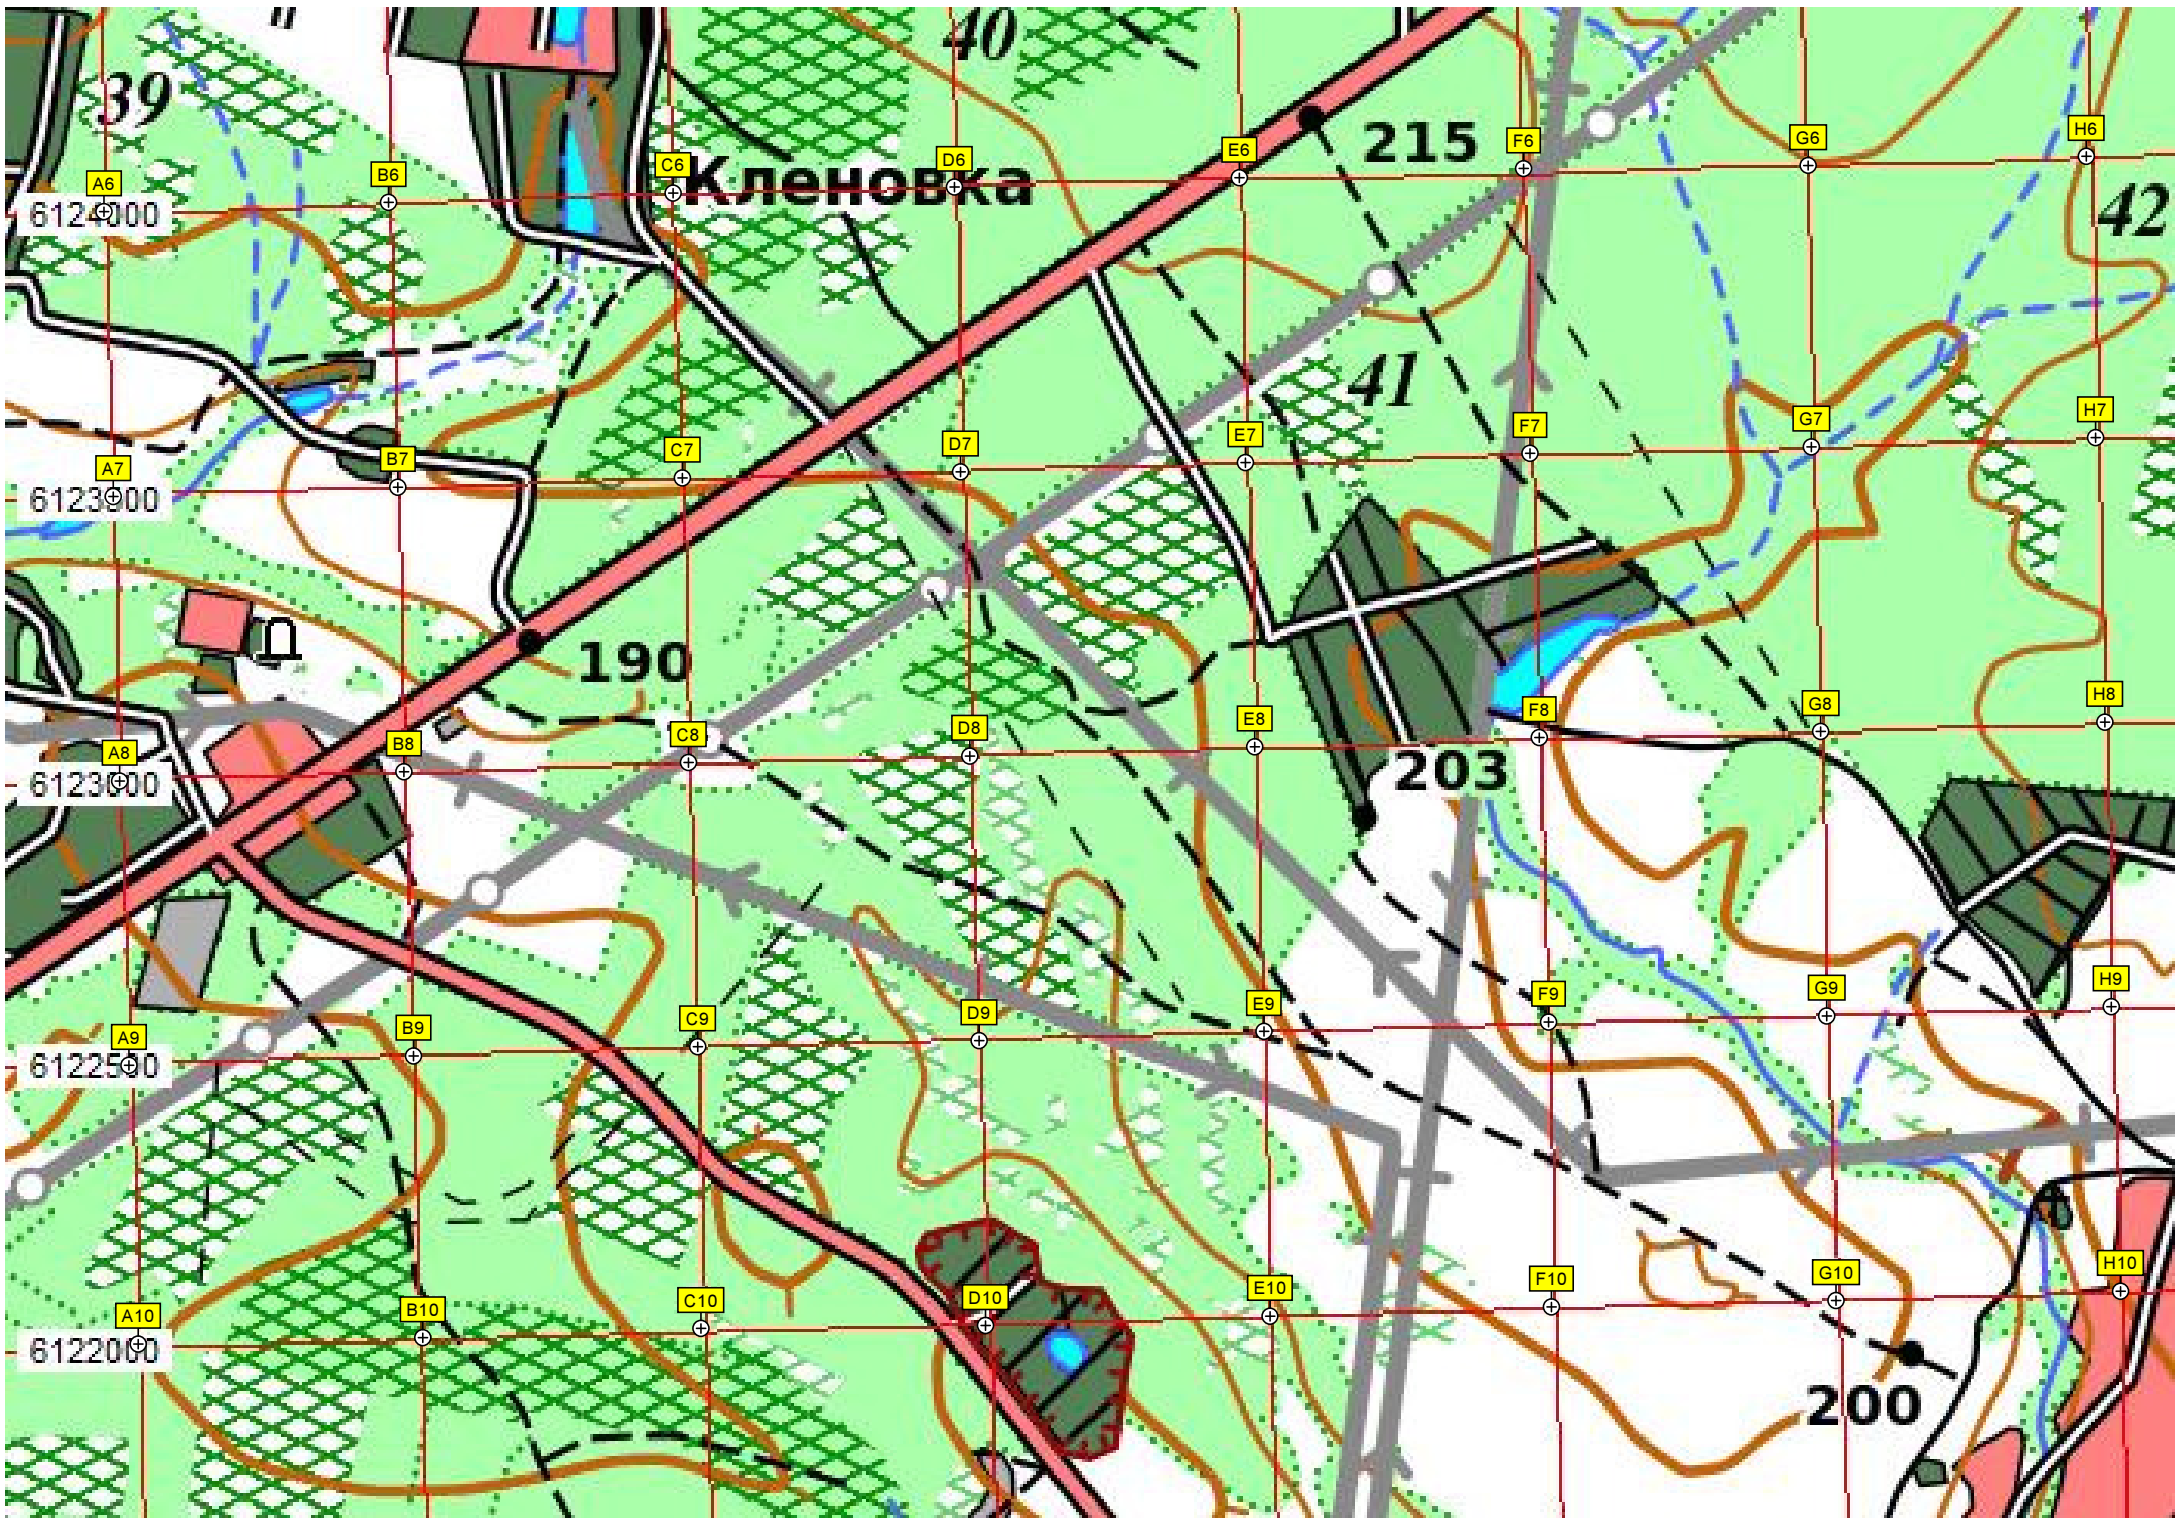 40
39
215
H6
F6
G6
E6
D6
C6
A6
B6
Кленовка
42
6124000
41
H7
G7
F7
E7
D7
C7
B7
A7
6123500
190
H8
G8
F8
E8
D8
C8
B8
A8
203
6123000
H9
G9
F9
E9
D9
C9
B9
A9
6122500
H10
G10
F10
E10
D10
C10
B10
A10
6122000
200